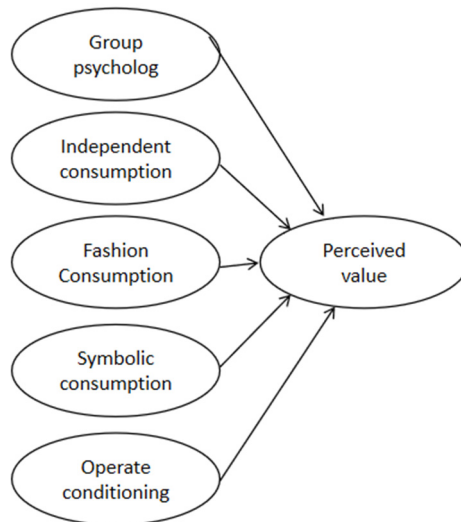 Group
psycholog
Independent
consumption
Fashion
Consumption
Perceived
value
Symbolic
consumption
Operate
conditioning